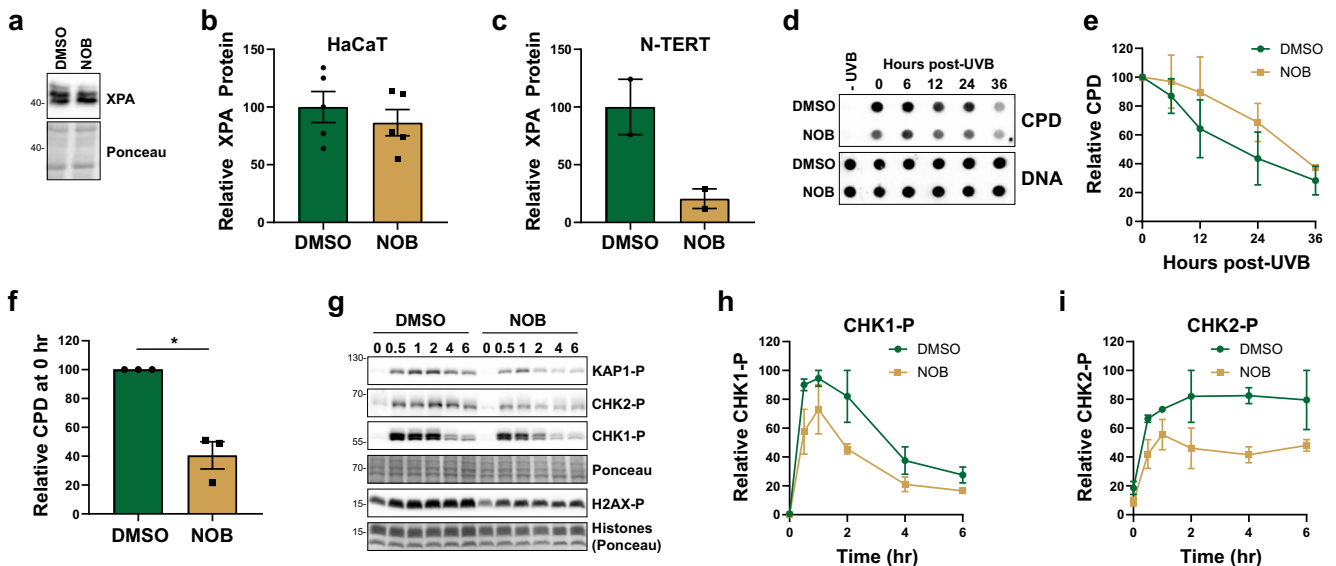 a
DMSO
NOB
40-
XPA
40-
Ponceau
b
HaCaT
Relative XPA Protein
150
100
50
0
DMSO
NOB
c
N-TERT
Relative XPA Protein
150
100
50
0
DMSO
NOB
d
- UVB
Hours post-UVB
0 6 12 24 36
DMSO
NOB
CPD
DMSO
NOB
DNA
e
DMSO
NOB
Relative CPD
120
100
80
60
40
20
0
0 12 24 36
Hours post-UVB
f
*
Relative CPD at 0 hr
120
100
80
60
40
20
0
DMSO
NOB
g
DMSO NOB
0 0.5 1 2 4 6 0 0.5 1 2 4 6
130-
KAP1-P
70-
CHK2-P
55-
CHK1-P
70-
Ponceau
15-
H2AX-P
15-
Histones
(Ponceau)
h
CHK1-P
DMSO
NOB
Relative CHK1-P
100
80
60
40
20
0
0 2 4 6
Time (hr)
i
CHK2-P
DMSO
NOB
Relative CHK2-P
100
80
60
40
20
0
0 2 4 6
Time (hr)